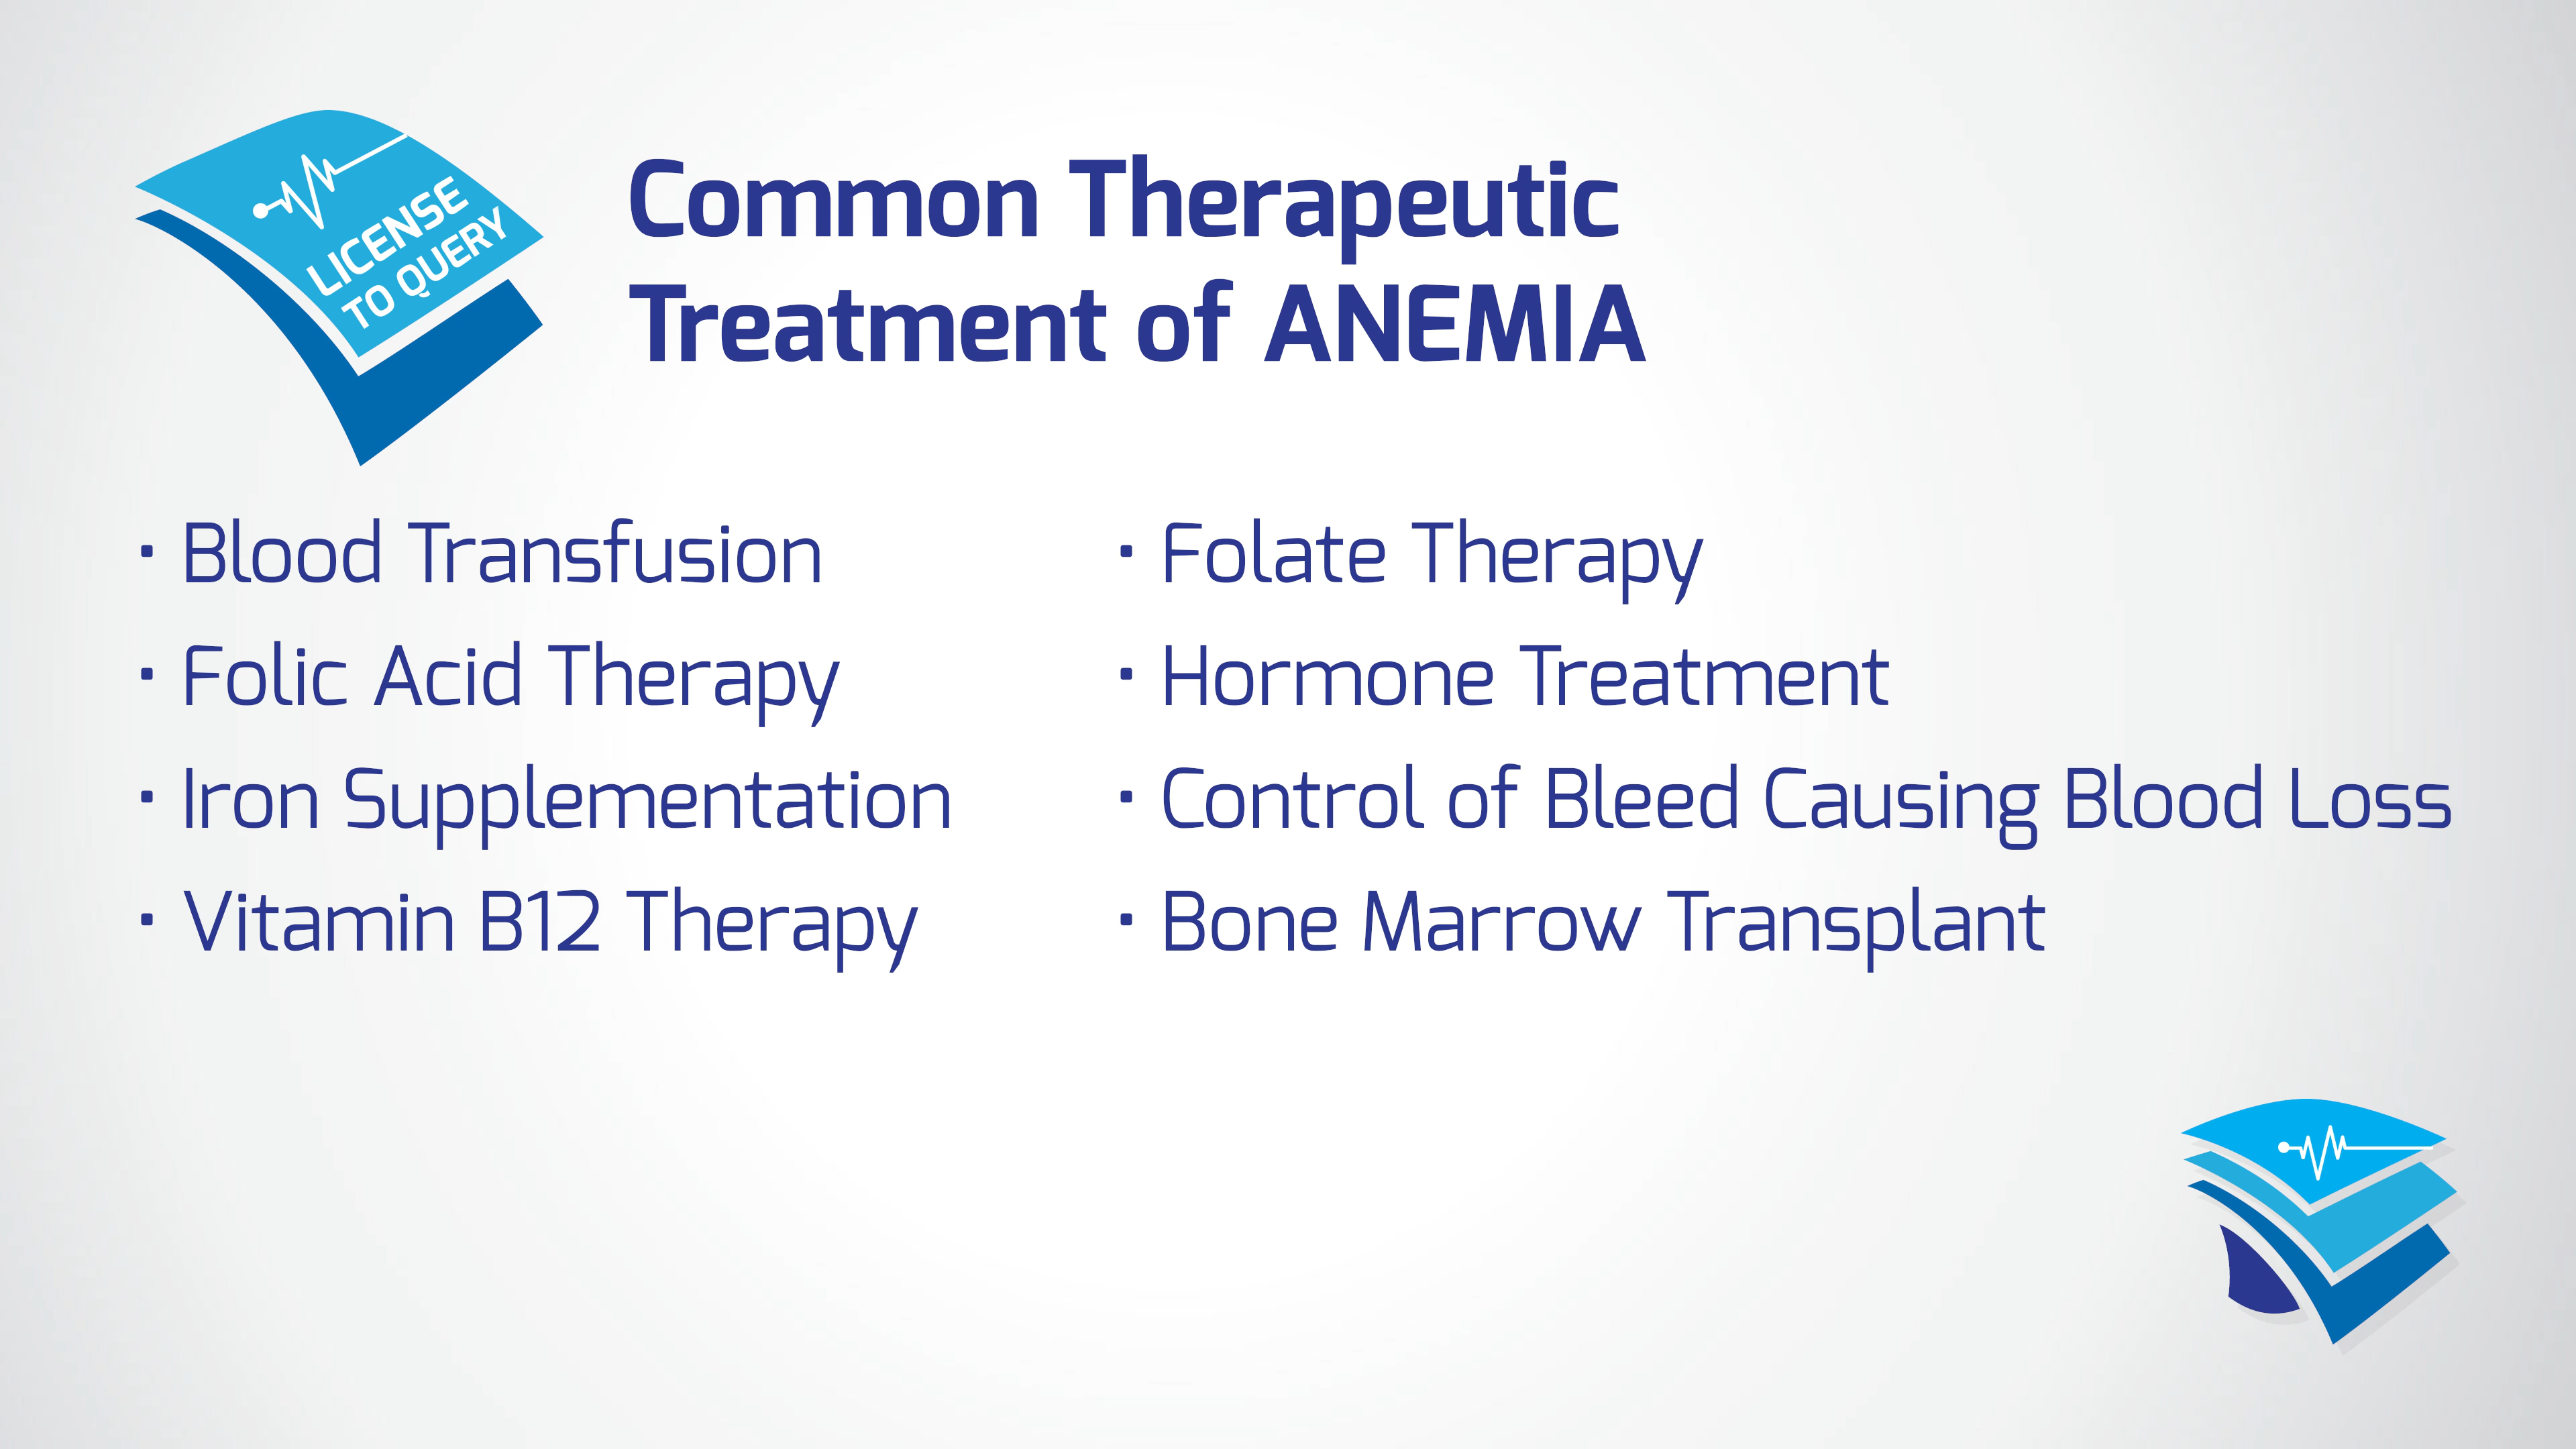 LICENSE
TO QUERY
Common Therapeutic
Treatment of ANEMIA
· Blood Transfusion
· Folic Acid Therapy
· Iron Supplementation
· Vitamin B12 Therapy
· Folate Therapy
· Hormone Treatment
· Control of Bleed Causing Blood Loss
· Bone Marrow Transplant